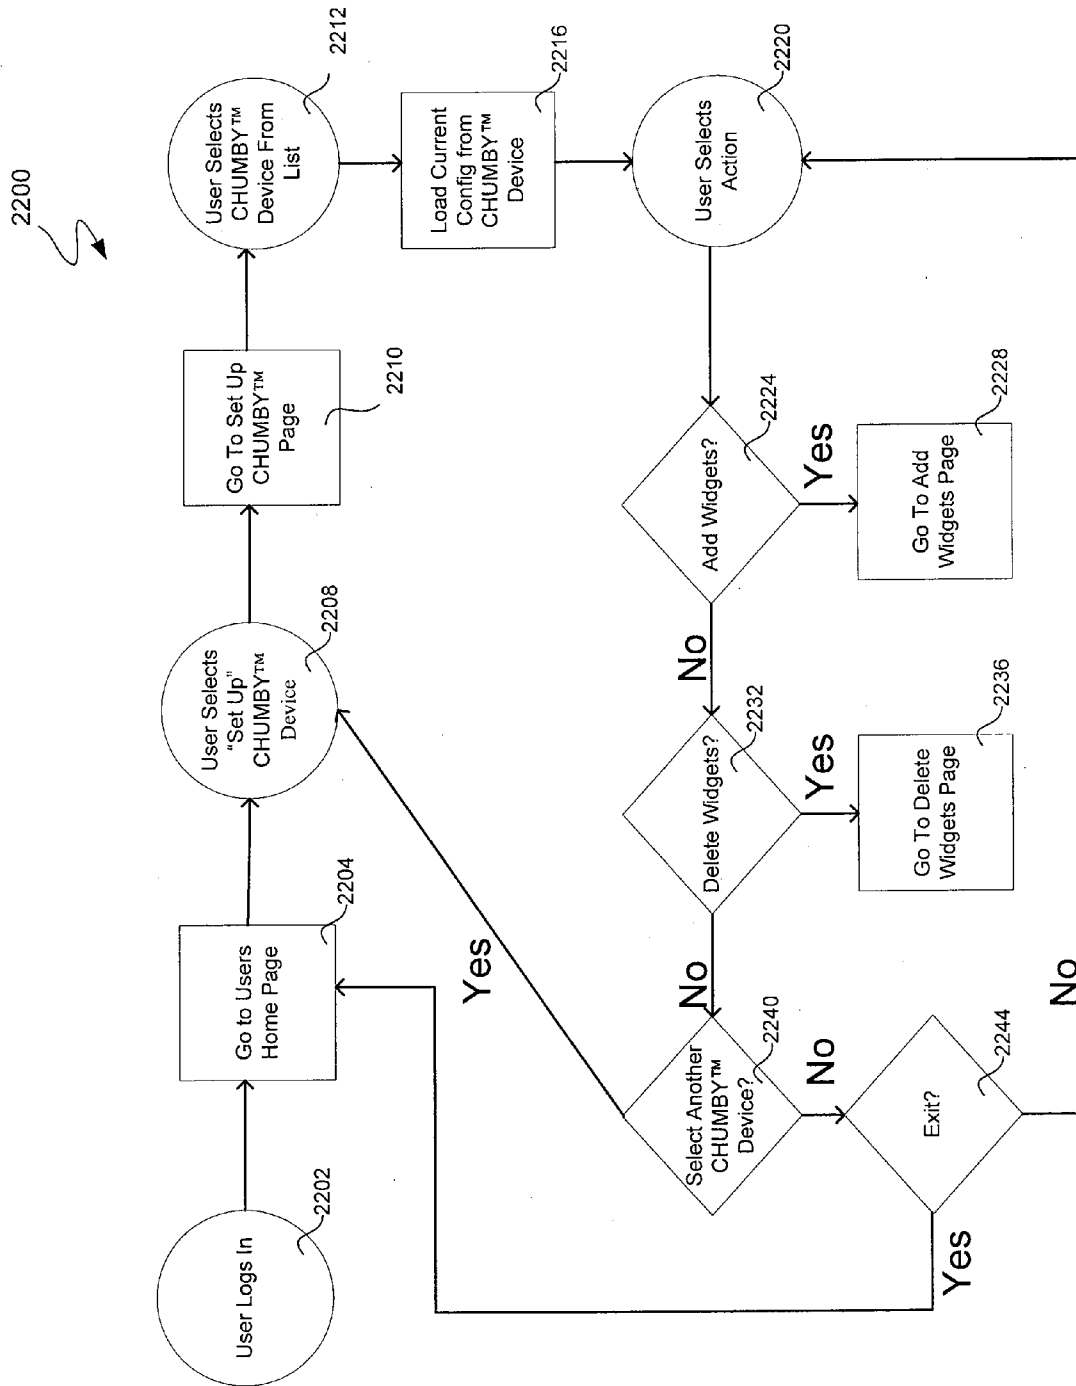 2200
User Logs In
2202
Go to Users
Home Page
2204
User Selects
"Set Up"
CHUMBY™
Device
2208
Go To Set Up
CHUMBY™
Page
2210
User Selects
CHUMBY™
Device From
List
2212
Load Current
Config from
CHUMBY™
Device
2216
User Selects
Action
2220
Add Widgets?
2224
Yes
Go To Add
Widgets Page
2228
No
Delete Widgets?
2232
Yes
Go To Delete
Widgets Page
2236
No
Select Another
CHUMBY™
Device?
2240
Yes
No
Exit?
2244
Yes
No